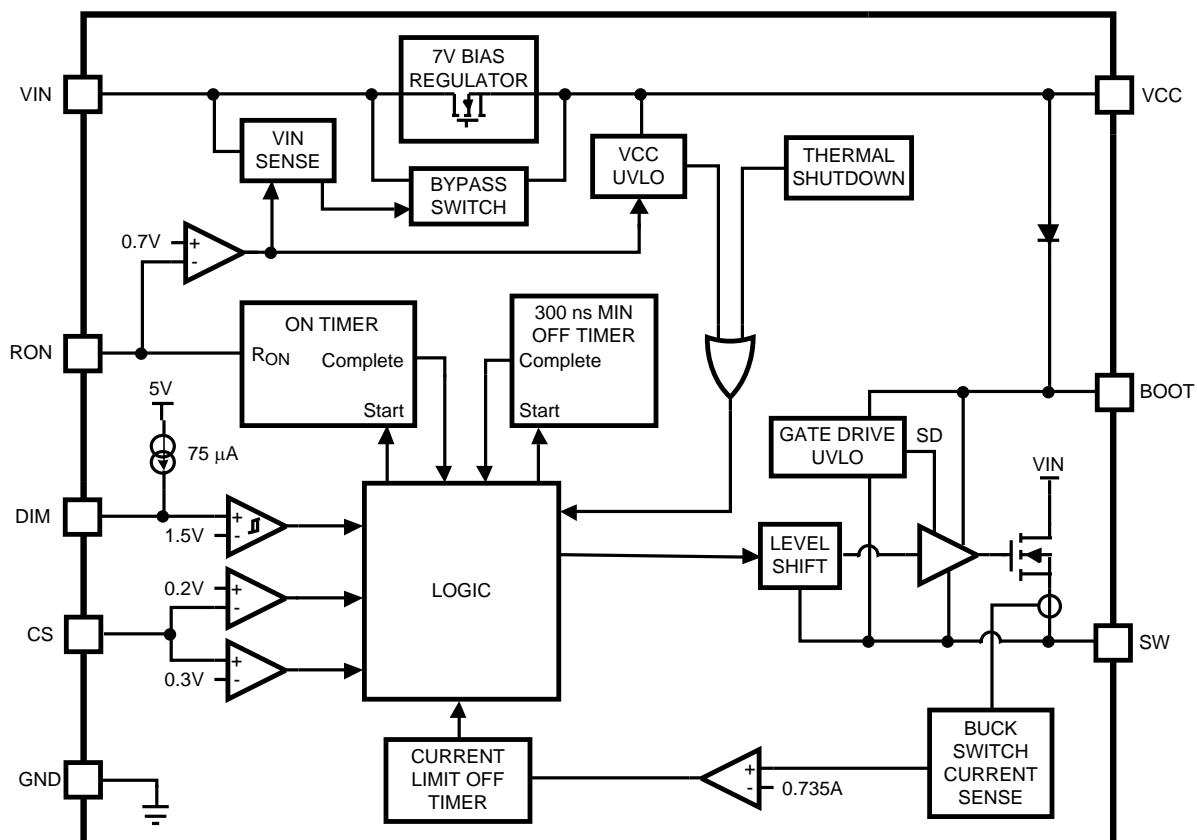 7V BIAS
REGULATOR
VIN
VCC
VIN
SENSE
BYPASS
SWITCH
VCC
UVLO
THERMAL
SHUTDOWN
0.7V
+
-
ON TIMER
RON
Complete
Start
300 ns MIN
OFF TIMER
Complete
Start
RON
5V
75 μA
BOOT
GATE DRIVE
UVLO
SD
VIN
DIM
+
1.5V
-
LEVEL
SHIFT
LOGIC
0.2V
+
-
CS
+
0.3V
-
SW
GND
CURRENT
LIMIT OFF
TIMER
+
-
0.735A
BUCK
SWITCH
CURRENT
SENSE